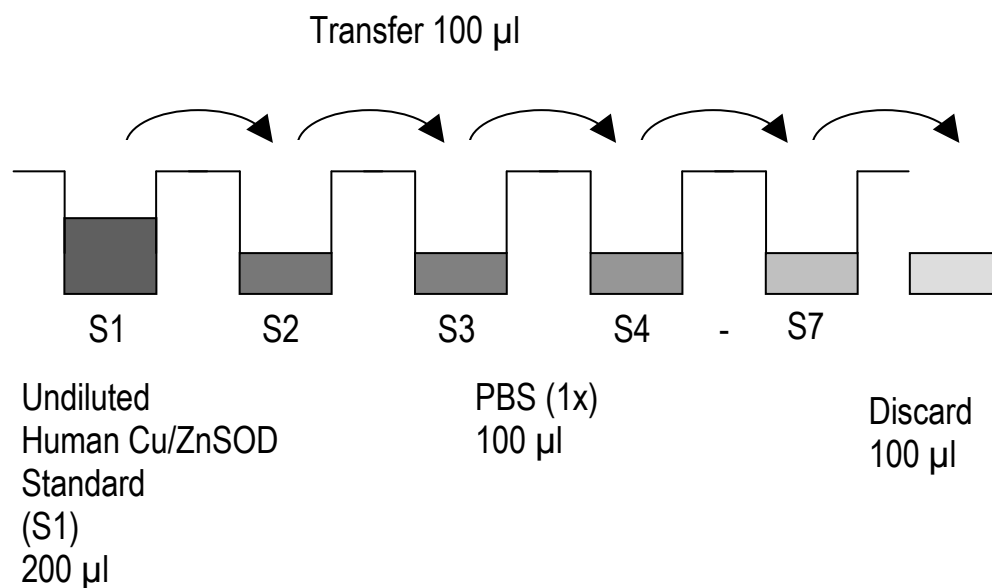 Transfer 100 µl
S1 S2 S3 S4 - S7
Undiluted
Human Cu/ZnSOD
Standard
(S1)
200 µl
PBS (1x)
100 µl
Discard
100 µl